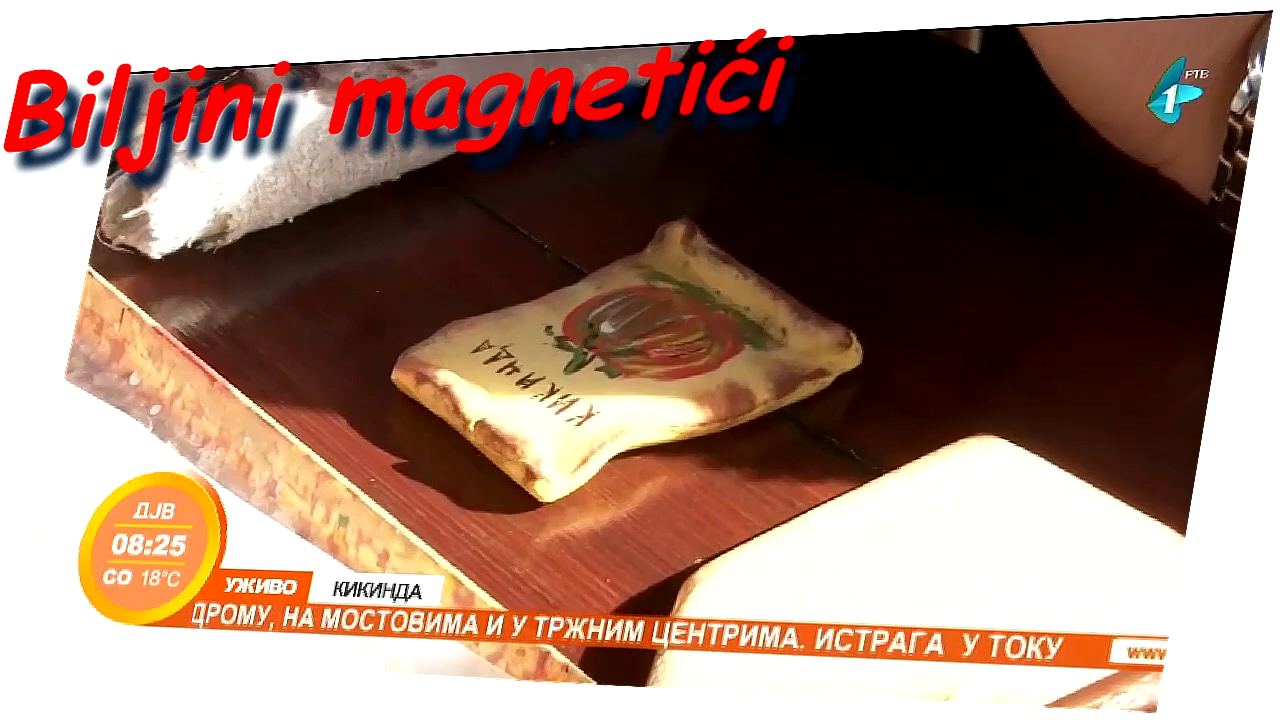 Biljini magnetići
РТВ
1
КИКИНДА
ДЈВ
08:25
СО 18°C
УЖИВО КИКИНДА
ДРОМУ, НА МОСТОВИМА И У ТРЖНИМ ЦЕНТРИМА. ИСТРАГА У ТОКУ
www